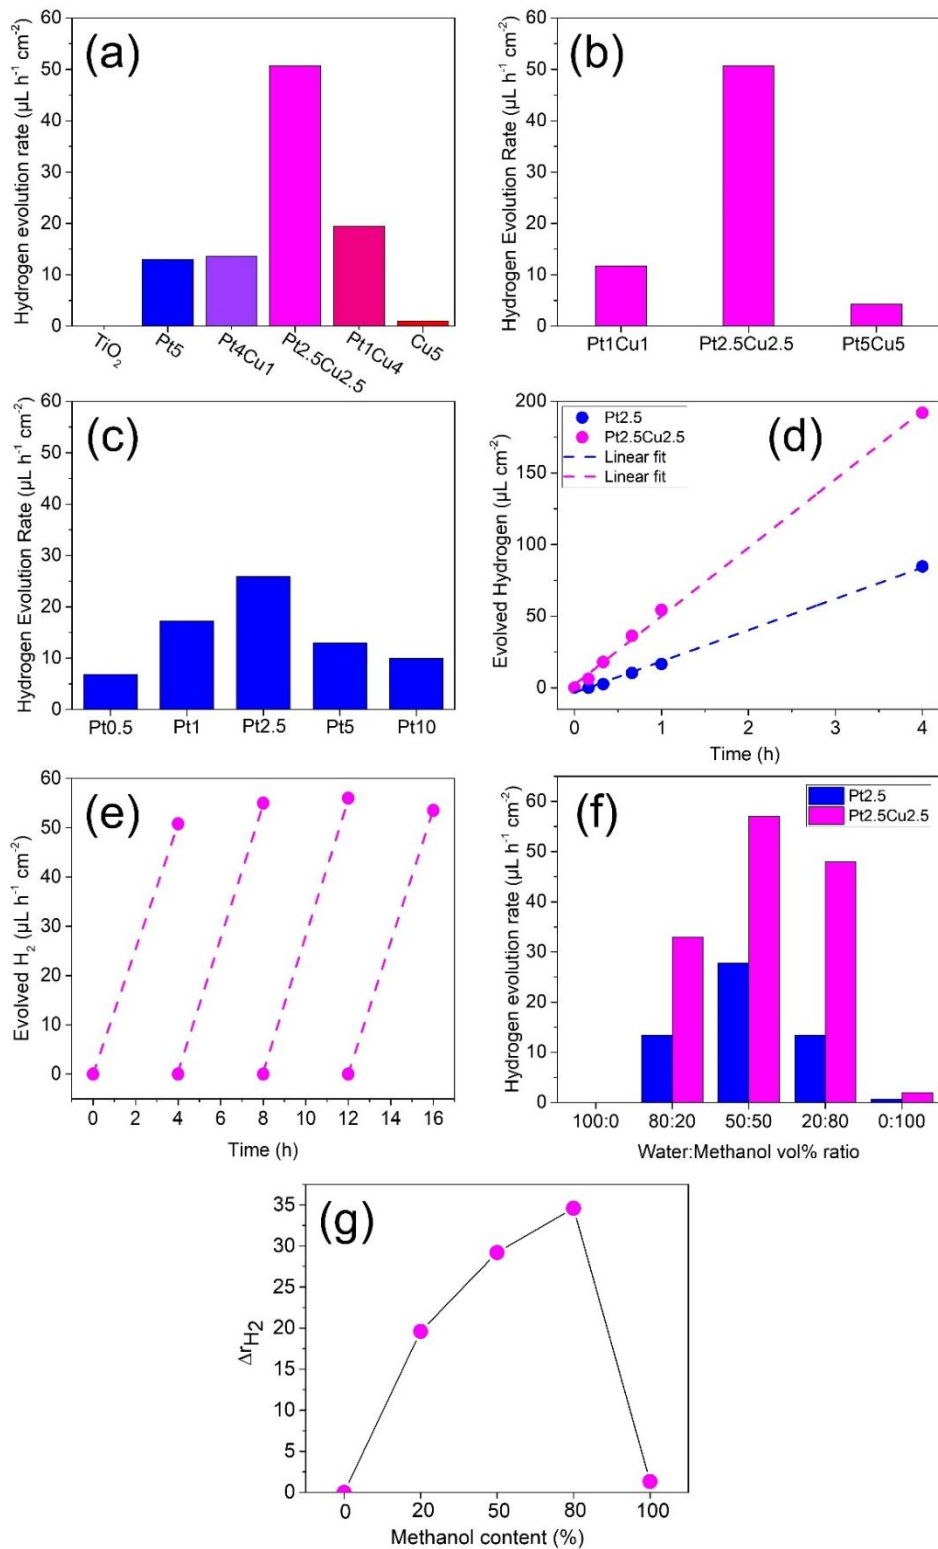 (a)
Hydrogen evolution rate (µL h⁻¹ cm⁻²)
60
50
40
30
20
10
0
TiO₂
Pt5
Pt4Cu1
Pt2.5Cu2.5
Pt1Cu4
Cu5
(b)
Hydrogen Evolution Rate (µL h⁻¹ cm⁻²)
60
50
40
30
20
10
0
Pt1Cu1
Pt2.5Cu2.5
Pt5Cu5
(c)
Hydrogen Evolution Rate (µL h⁻¹ cm⁻²)
60
50
40
30
20
10
0
Pt0.5
Pt1
Pt2.5
Pt5
Pt10
(d)
Pt2.5
Pt2.5Cu2.5
Linear fit
Linear fit
Evolved Hydrogen (µL cm⁻²)
200
150
100
50
0
0
1
2
3
4
Time (h)
(e)
Evolved H₂ (µL h⁻¹ cm⁻²)
60
50
40
30
20
10
0
0
2
4
6
8
10
12
14
16
Time (h)
(f)
Pt2.5
Pt2.5Cu2.5
Hydrogen evolution rate (µL h⁻¹ cm⁻²)
60
50
40
30
20
10
0
100:0
80:20
50:50
20:80
0:100
Water:Methanol vol% ratio
(g)
ΔrH₂
35
30
25
20
15
10
5
0
0
20
50
80
100
Methanol content (%)